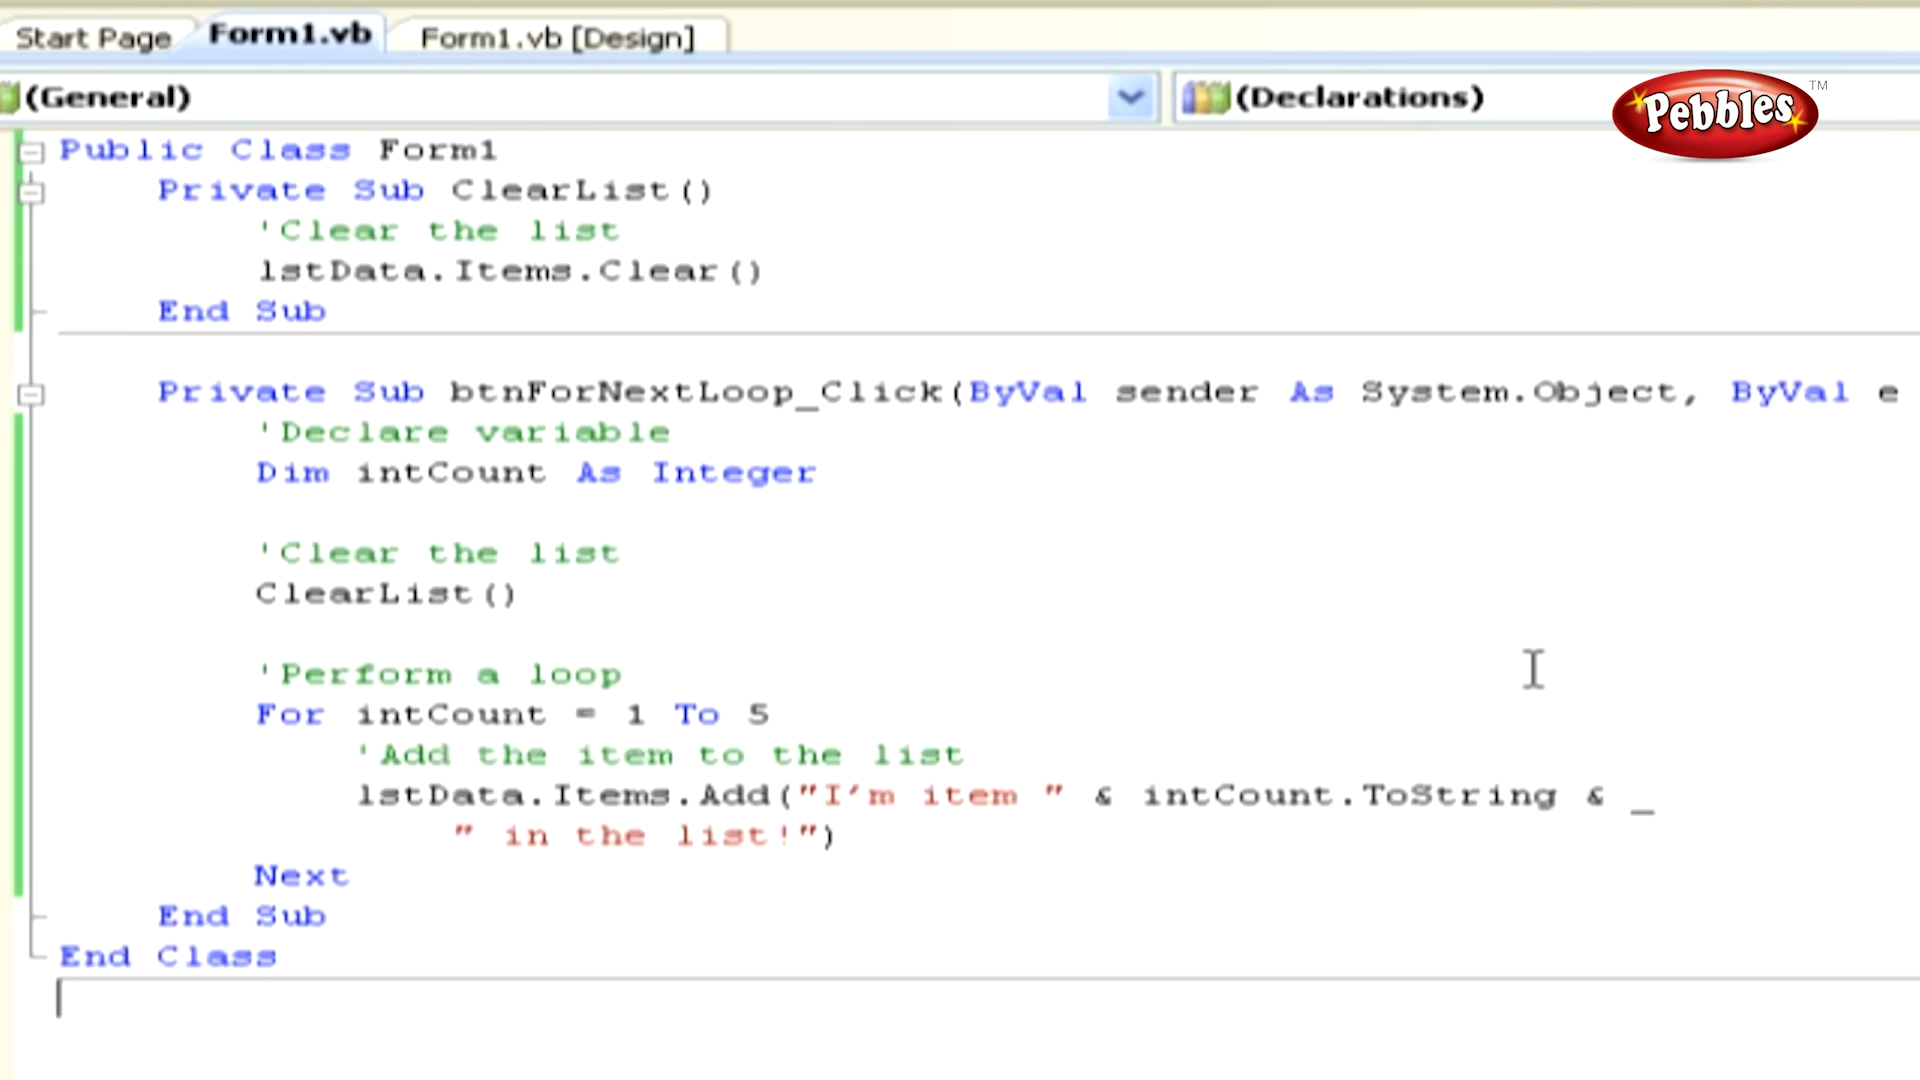 Start Page Form1.vb Form1.vb [Design]
(General) (Declarations)
Pebbles TM
Public Class Form1
Private Sub ClearList()
'Clear the list
lstData.Items.Clear()
End Sub
Private Sub btnForNextLoop_Click(ByVal sender As System.Object, ByVal e
'Declare variable
Dim intCount As Integer
'Clear the list
ClearList()
'Perform a loop
For intCount = 1 To 5
'Add the item to the list
lstData.Items.Add("I'm item " & intCount.ToString & _
" in the list!")
Next
End Sub
End Class